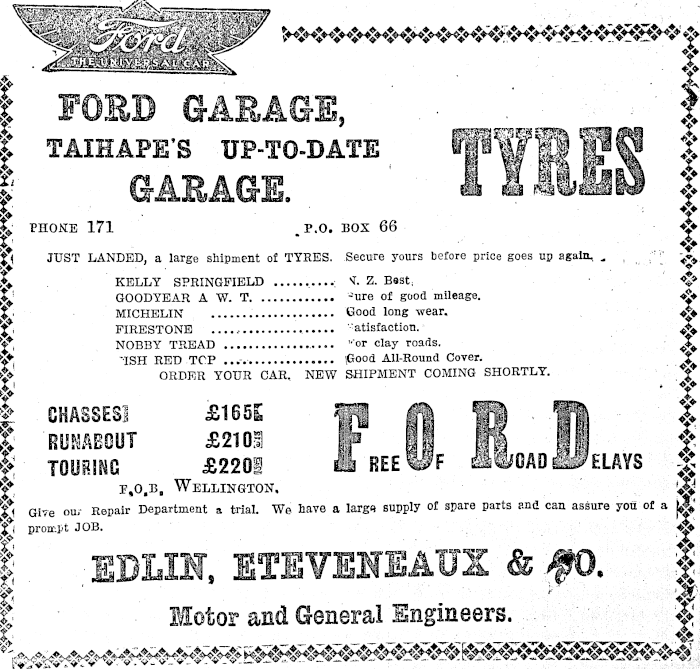 Ford
THE UNIVERSAL CAR
FORD GARAGE,
TAIHAPE'S UP-TO-DATE
GARAGE.
TYRES
PHONE 171 P.O. BOX 66
JUST LANDED, a large shipment of TYRES. Secure yours before price goes up again.
KELLY SPRINGFIELD .......... N. Z. Best.
GOODYEAR A W. T. ............ ure of good mileage.
MICHELIN .................. Good long wear.
FIRESTONE .................. atisfaction.
NOBBY TREAD ................. or clay roads.
ISH RED TOP .................. Good All-Round Cover.
ORDER YOUR CAR. NEW SHIPMENT COMING SHORTLY.
CHASSES £165
RUNABOUT £210
TOURING £220
F.O.B. WELLINGTON.
FORD
FREE OF ROAD DELAYS
Give our Repair Department a trial. We have a large supply of spare parts and can assure you of a
prompt JOB.
EDLIN, ETEVENEAUX & CO.
Motor and General Engineers.